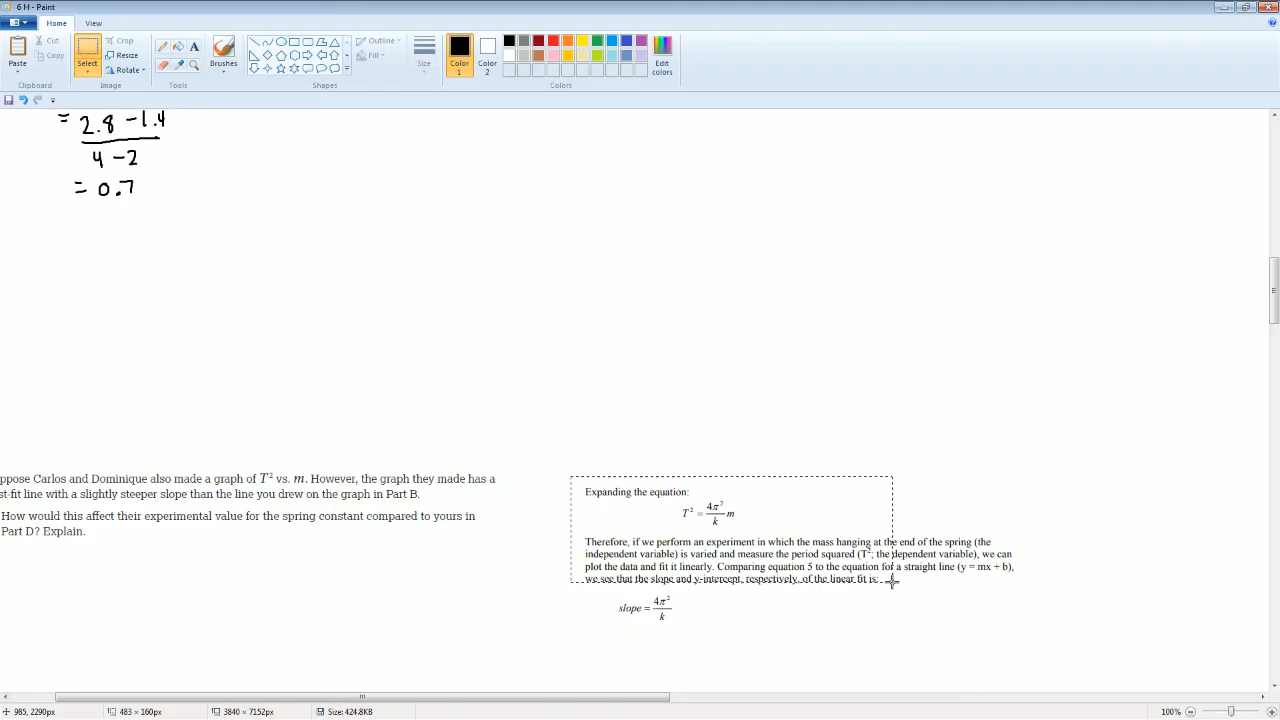 6 H - Paint
Home
View
Paste
Cut
Copy
Clipboard
Select
Crop
Resize
Rotate
Image
Tools
Brushes
Shapes
Outline
Fill
Size
Color 1
Color 2
Edit colors
Colors
= 2.8 - 1.4
4 - 2
= 0.7
ppose Carlos and Dominique also made a graph of T² vs. m. However, the graph they made has a
st-fit line with a slightly steeper slope than the line you drew on the graph in Part B.
How would this affect their experimental value for the spring constant compared to yours in
Part D? Explain.
Expanding the equation:
T² = 4π²/k m
Therefore, if we perform an experiment in which the mass hanging at the end of the spring (the
independent variable) is varied and measure the period squared (T²; the dependent variable), we can
plot the data and fit it linearly. Comparing equation 5 to the equation for a straight line (y = mx + b),
we see that the slope and y-intercept, respectively, of the linear fit is:
slope = 4π²/k
985, 2290px
483 × 160px
3840 × 7152px
Size: 424.8KB
100%